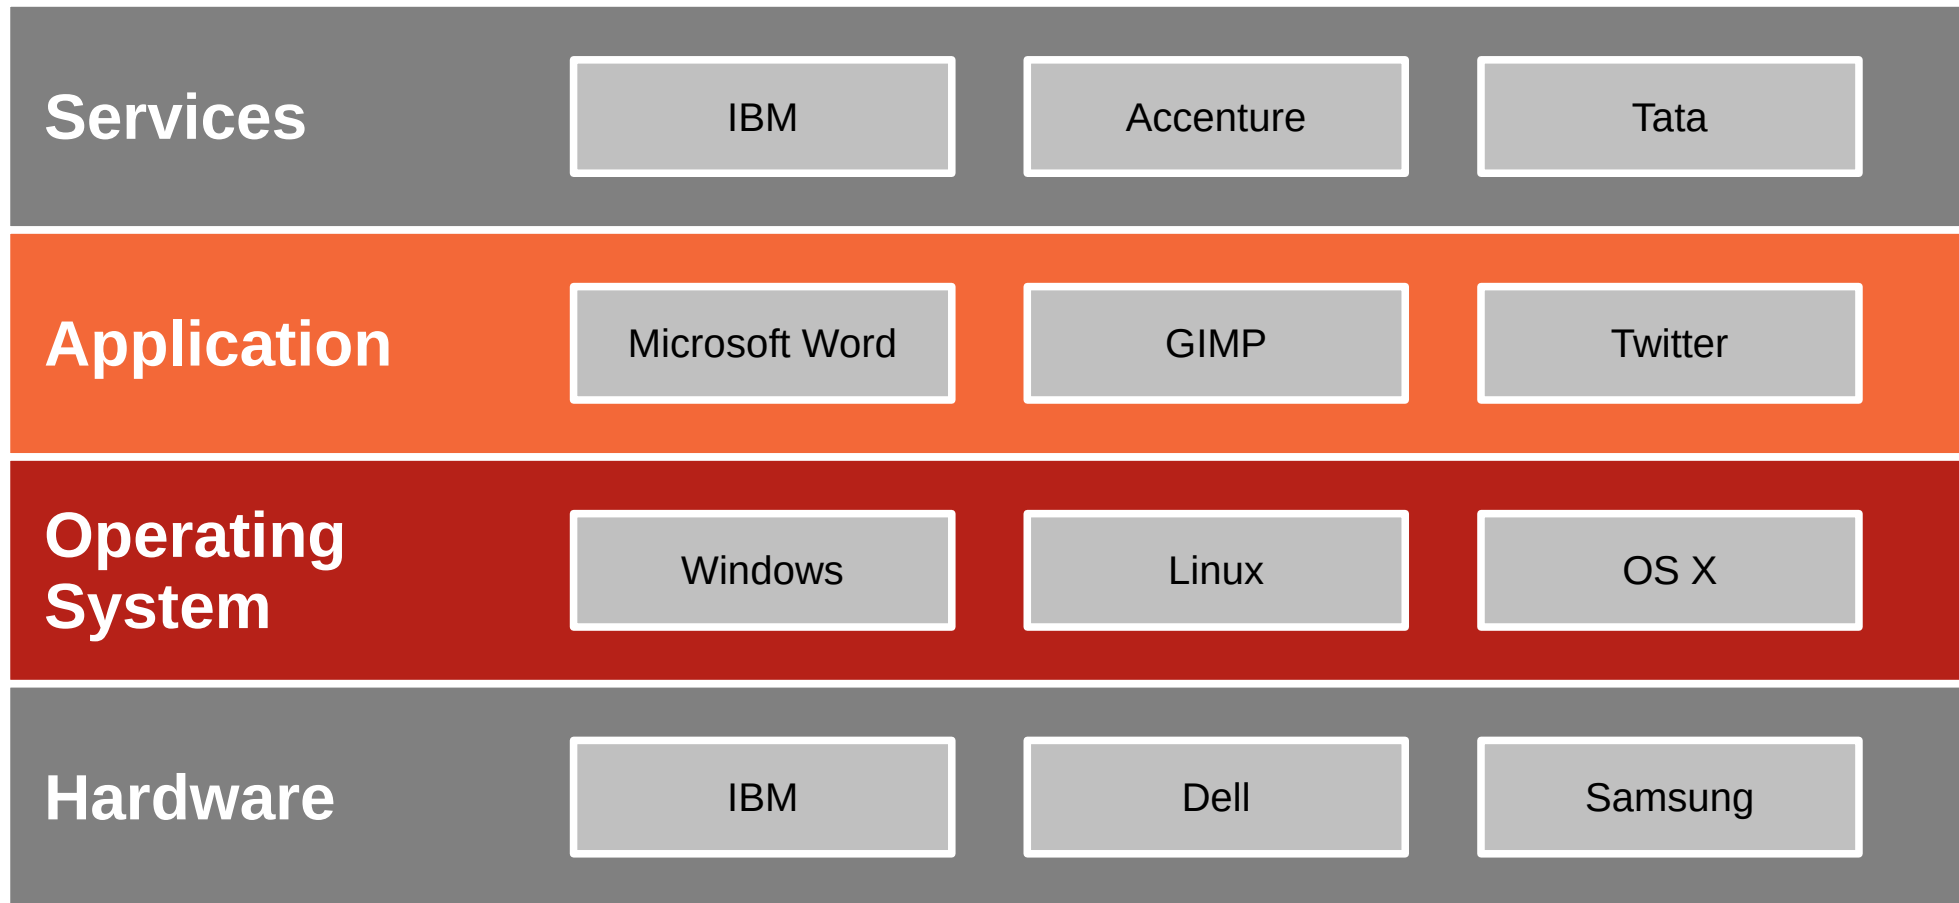 Services
IBM
Accenture
Tata
Application
Microsoft Word
GIMP
Twitter
Operating
System
Windows
Linux
OS X
Hardware
IBM
Dell
Samsung